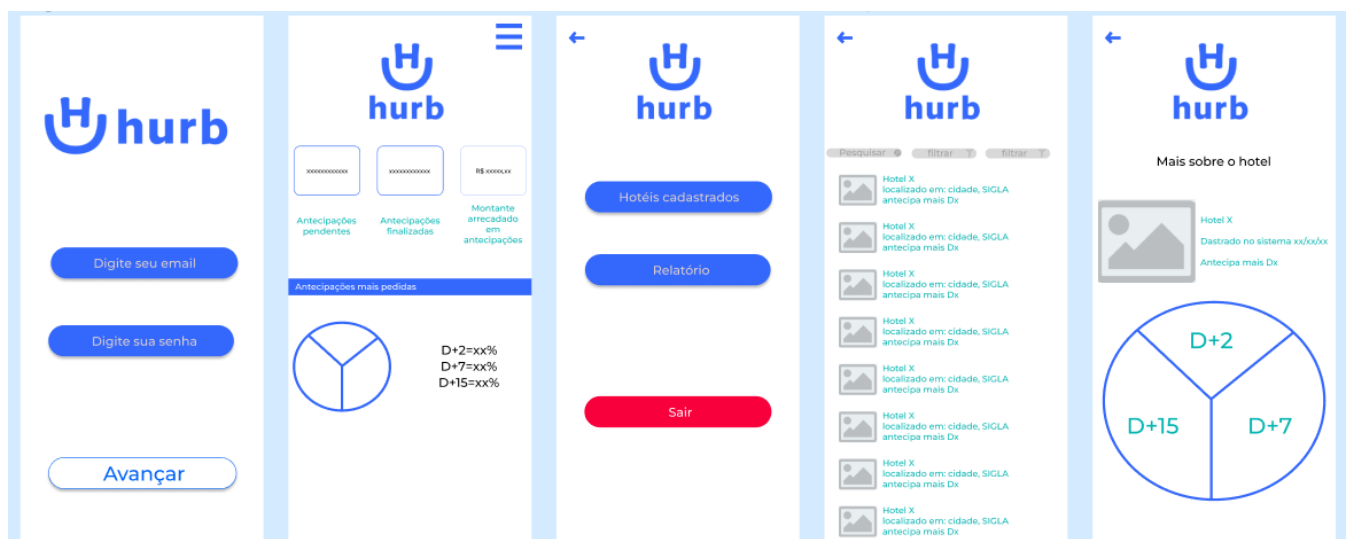 hurb
Digite seu email
Digite sua senha
Avançar
hurb
xxxxxxxxxxxx
xxxxxxxxxxxx
R$ xxxxx,xx
Antecipações
pendentes
Antecipações
finalizadas
Montante
arrecadado
em
antecipações
Antecipações mais pedidas
D+2=xx%
D+7=xx%
D+15=xx%
hurb
Hotéis cadastrados
Relatório
Sair
hurb
Pesquisar
filtrar
filtrar
Hotel X
localizado em: cidade, SIGLA
antecipa mais Dx
Hotel X
localizado em: cidade, SIGLA
antecipa mais Dx
Hotel X
localizado em: cidade, SIGLA
antecipa mais Dx
Hotel X
localizado em: cidade, SIGLA
antecipa mais Dx
Hotel X
localizado em: cidade, SIGLA
antecipa mais Dx
Hotel X
localizado em: cidade, SIGLA
antecipa mais Dx
Hotel X
localizado em: cidade, SIGLA
antecipa mais Dx
Hotel X
localizado em: cidade, SIGLA
antecipa mais Dx
hurb
Mais sobre o hotel
Hotel X
Dastrado no sistema xx/xx/xx
Antecipa mais Dx
D+2
D+15
D+7